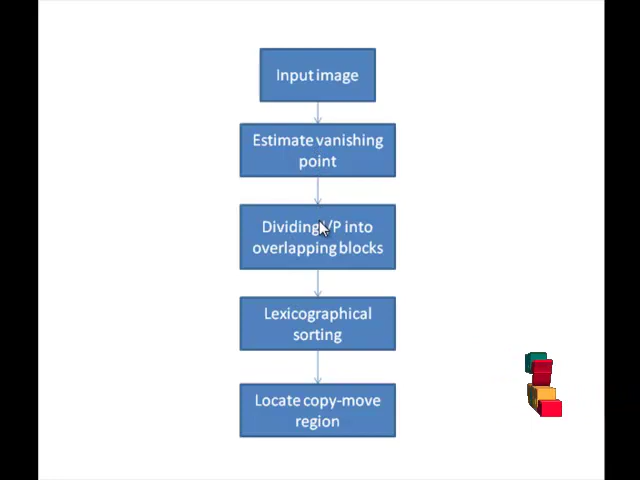 Input image
Estimate vanishing
point
Dividing I/P into
overlapping blocks
Lexicographical
sorting
Locate copy-move
region